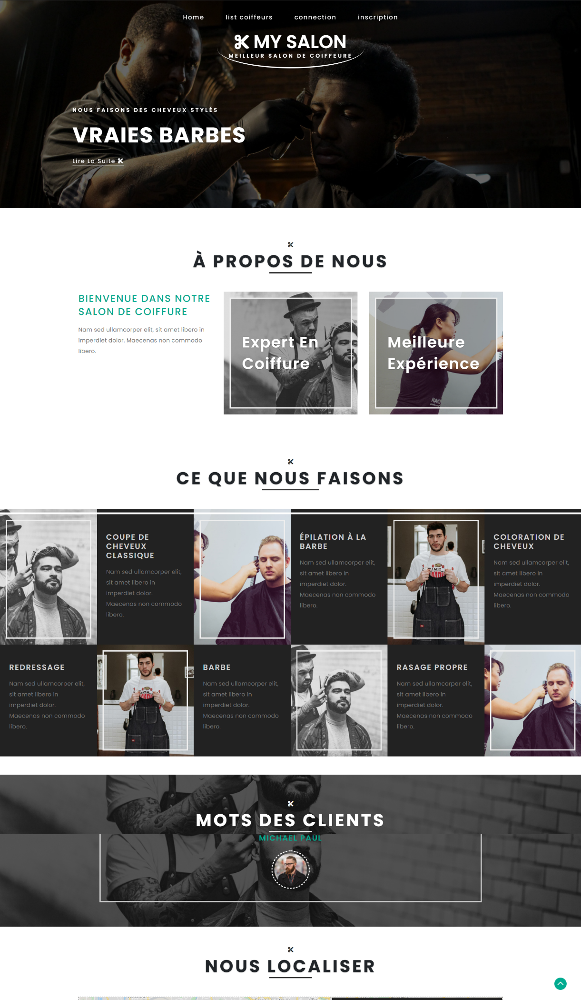 Home list coiffeurs connection inscription
MY SALON
MEILLEUR SALON DE COIFFEURE
NOUS FAISONS DES CHEVEUX STYLÉS
VRAIES BARBES
Lire La Suite
À PROPOS DE NOUS
BIENVENUE DANS NOTRE
SALON DE COIFFURE
Nam sed ullamcorper elit, sit amet libero in
imperdiet dolor. Maecenas non commodo
libero.
Expert En
Coiffure
Meilleure
Expérience
CE QUE NOUS FAISONS
COUPE DE
CHEVEUX
CLASSIQUE
Nam sed ullamcorper elit,
sit amet libero in
imperdiet dolor.
Maecenas non commodo
libero.
ÉPILATION À LA
BARBE
Nam sed ullamcorper elit,
sit amet libero in
imperdiet dolor.
Maecenas non commodo
libero.
COLORATION DE
CHEVEUX
Nam sed ullamcorper elit,
sit amet libero in
imperdiet dolor.
Maecenas non commodo
libero.
REDRESSAGE
Nam sed ullamcorper elit,
sit amet libero in
imperdiet dolor.
Maecenas non commodo
libero.
BARBE
Nam sed ullamcorper elit,
sit amet libero in
imperdiet dolor.
Maecenas non commodo
libero.
RASAGE PROPRE
Nam sed ullamcorper elit,
sit amet libero in
imperdiet dolor.
Maecenas non commodo
libero.
MOTS DES CLIENTS
MICHAEL PAUL
NOUS LOCALISER